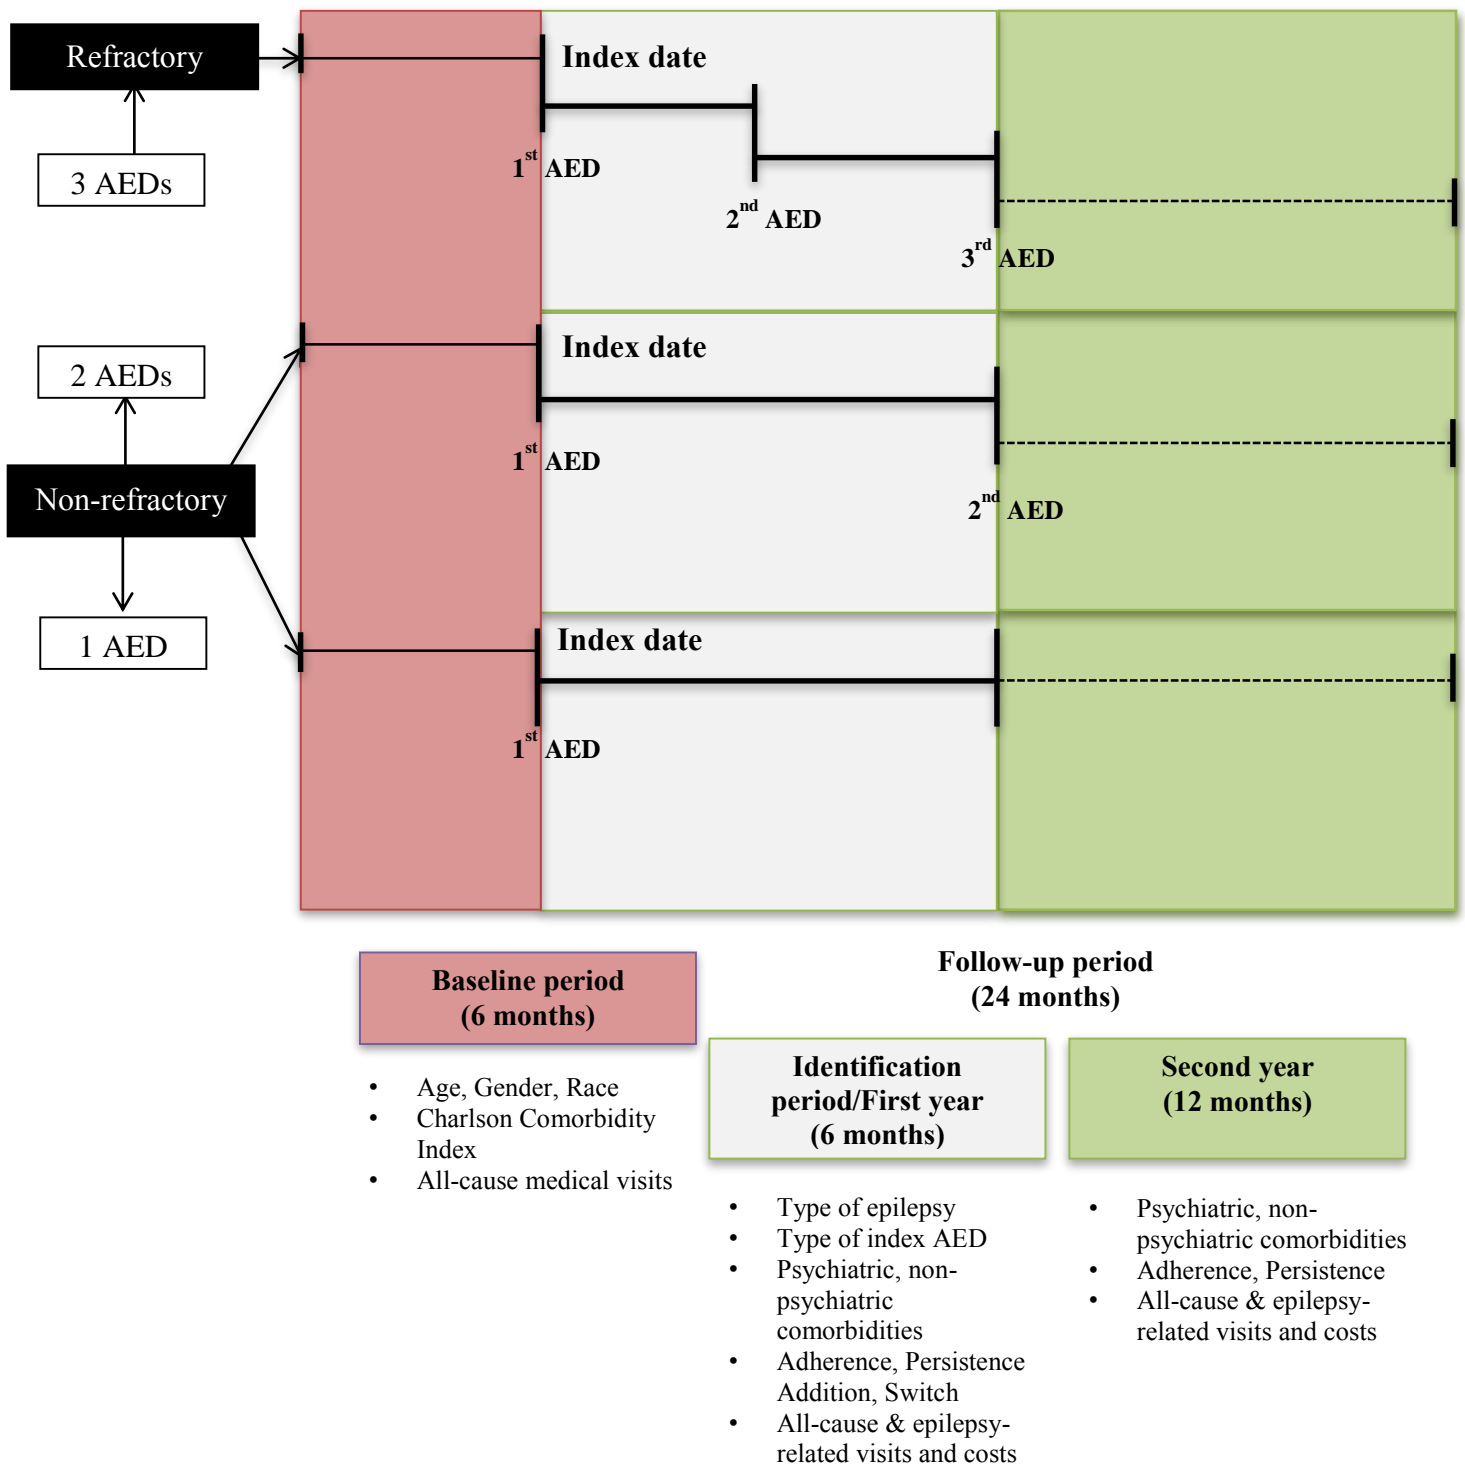 Refractory
3 AEDs
Index date
1st AED
2nd AED
3rd AED
2 AEDs
Non-refractory
1 AED
Index date
1st AED
2nd AED
Index date
1st AED
Baseline period
(6 months)
• Age, Gender, Race
• Charlson Comorbidity
Index
• All-cause medical visits
Follow-up period
(24 months)
Identification
period/First year
(6 months)
• Type of epilepsy
• Type of index AED
• Psychiatric, non-
psychiatric
comorbidities
• Adherence, Persistence
Addition, Switch
• All-cause & epilepsy-
related visits and costs
Second year
(12 months)
• Psychiatric, non-
psychiatric comorbidities
• Adherence, Persistence
• All-cause & epilepsy-
related visits and costs